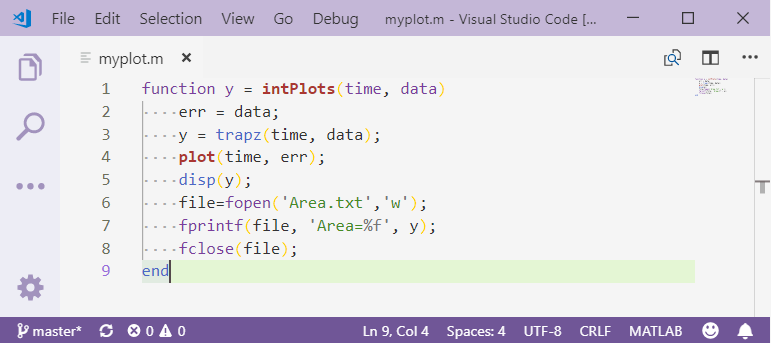 File Edit Selection View Go Debug myplot.m - Visual Studio Code [...
myplot.m
1 function y = intPlots(time, data)
2 ····err = data;
3 ····y = trapz(time, data);
4 ····plot(time, err);
5 ····disp(y);
6 ····file=fopen('Area.txt','w');
7 ····fprintf(file, 'Area=%f', y);
8 ····fclose(file);
9 end
master* 0 0 Ln 9, Col 4 Spaces: 4 UTF-8 CRLF MATLAB